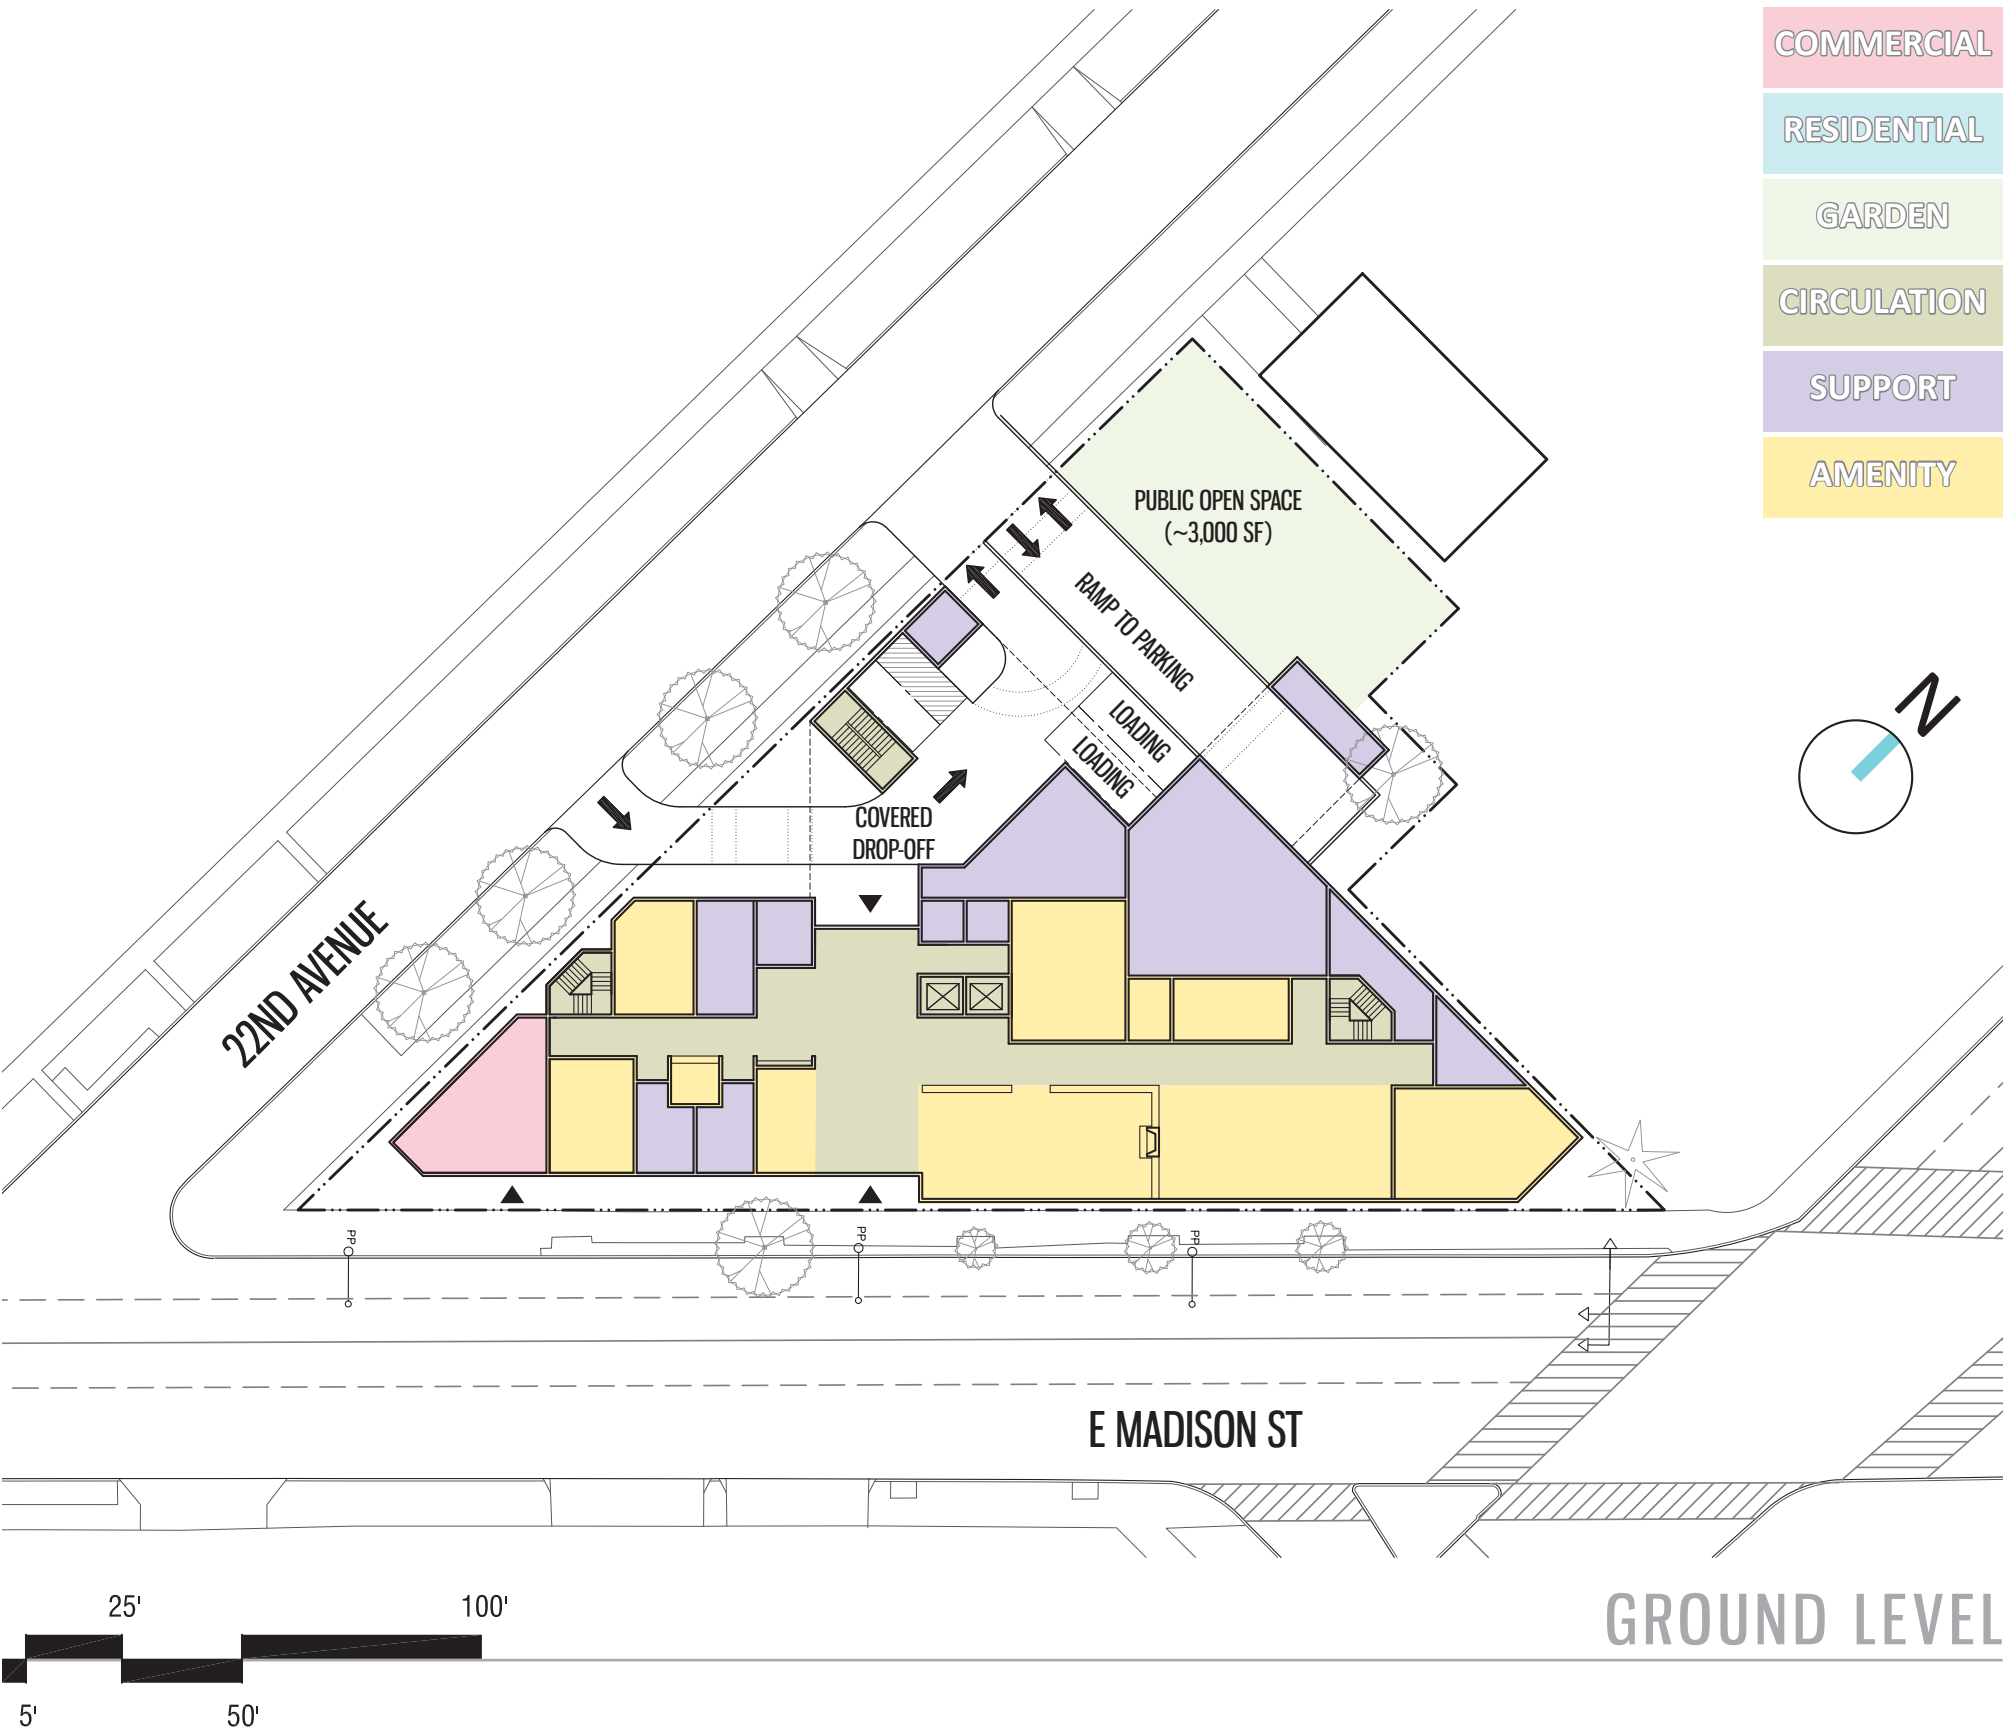 COMMERCIAL
RESIDENTIAL
GARDEN
CIRCULATION
SUPPORT
AMENITY
PUBLIC OPEN SPACE
(~3,000 SF)
RAMP TO PARKING
LOADING
LOADING
N
COVERED
DROP-OFF
22ND AVENUE
PP
PP
PP
E MADISON ST
25'
100'
GROUND LEVEL
5'
50'